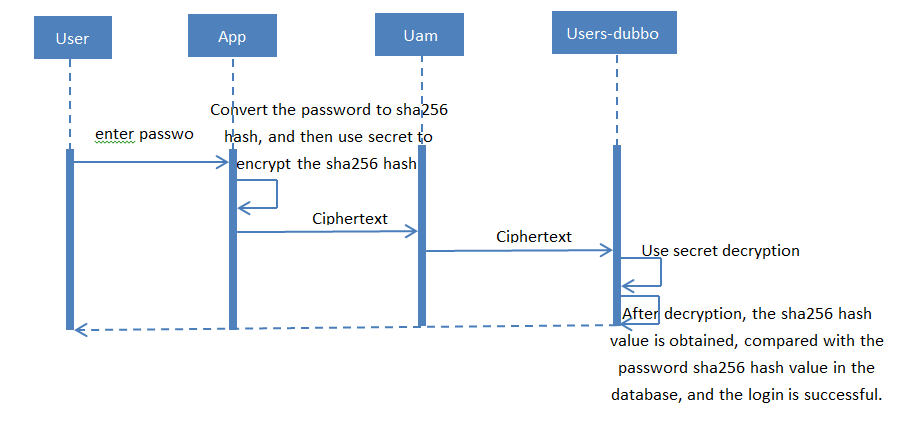 User
App
Uam
Users-dubbo
Convert the password to sha256
hash, and then use secret to
encrypt the sha256 hash
enter passwo
Ciphertext
Ciphertext
Use secret decryption
After decryption, the sha256 hash
value is obtained, compared with the
password sha256 hash value in the
database, and the login is successful.